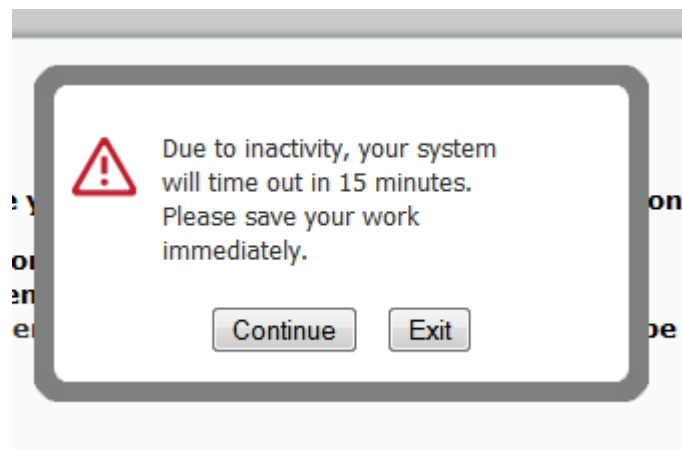 Due to inactivity, your system
will time out in 15 minutes.
Please save your work
immediately.
Continue Exit